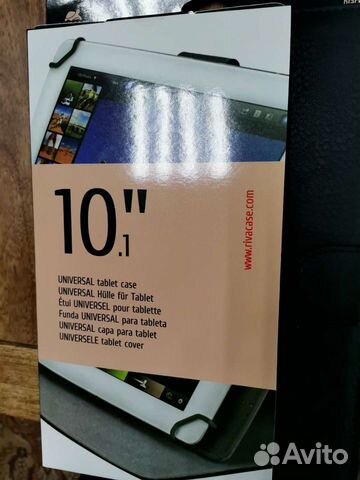 10.1"
UNIVERSAL tablet case
UNIVERSAL Hülle für Tablet
Étui UNIVERSEL pour tablette
Funda UNIVERSAL para tableta
UNIVERSAL capa para tablet
UNIVERSELE tablet cover
www.rivacase.com
Avito